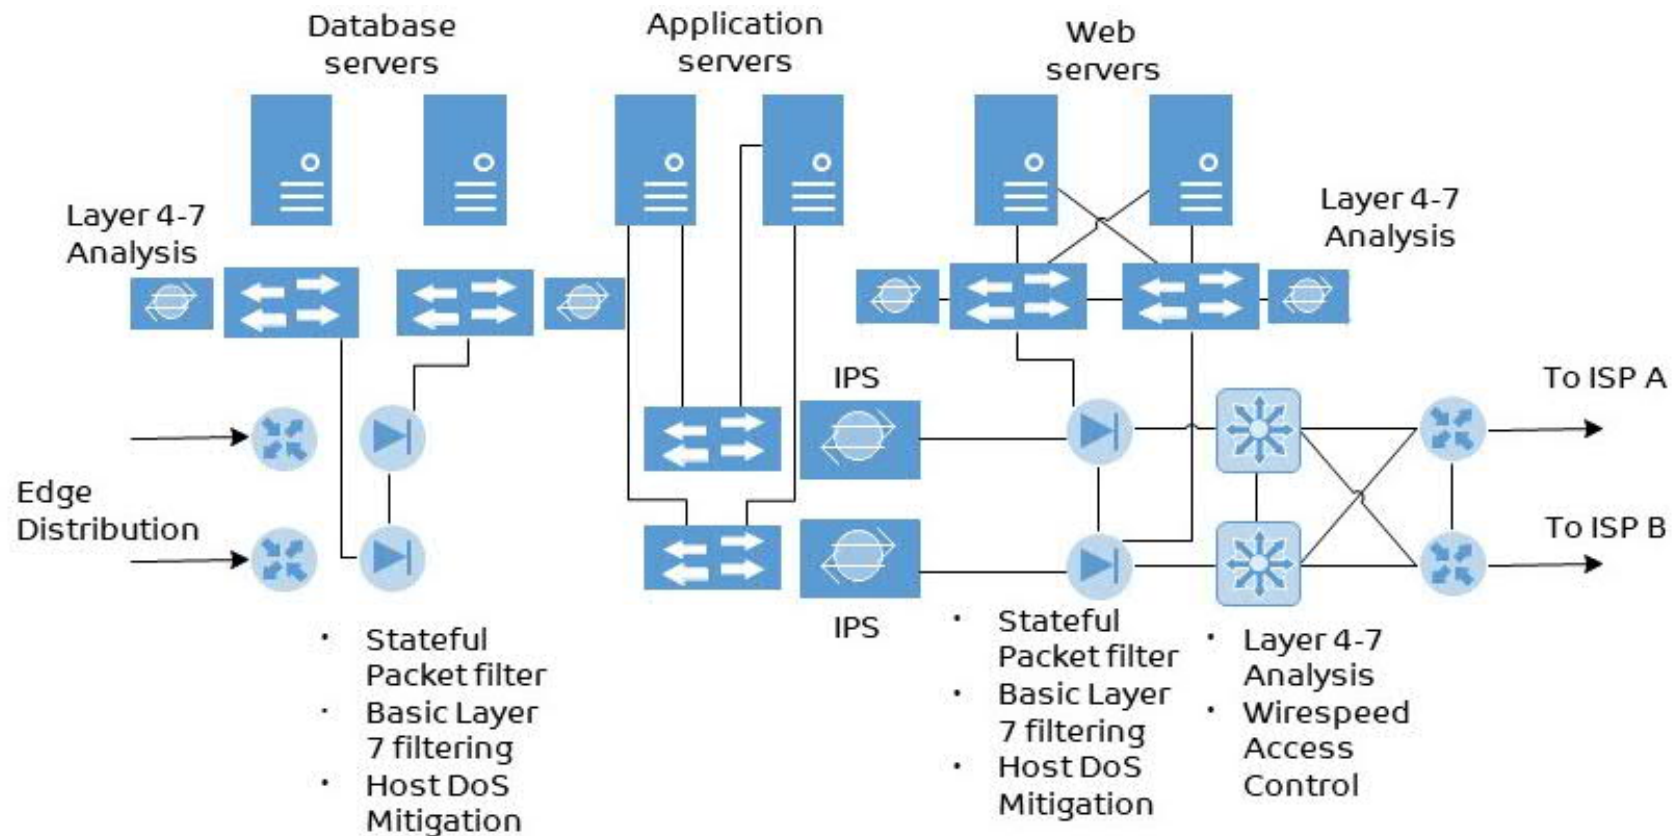 Database
servers
Application
servers
Web
servers
Layer 4-7
Analysis
Layer 4-7
Analysis
IPS
To ISP A
Edge
Distribution
To ISP B
IPS
• Stateful
Packet filter
• Basic Layer
7 filtering
• Host DoS
Mitigation
• Stateful
Packet filter
• Basic Layer
7 filtering
• Host DoS
Mitigation
• Layer 4-7
Analysis
• Wirespeed
Access
Control